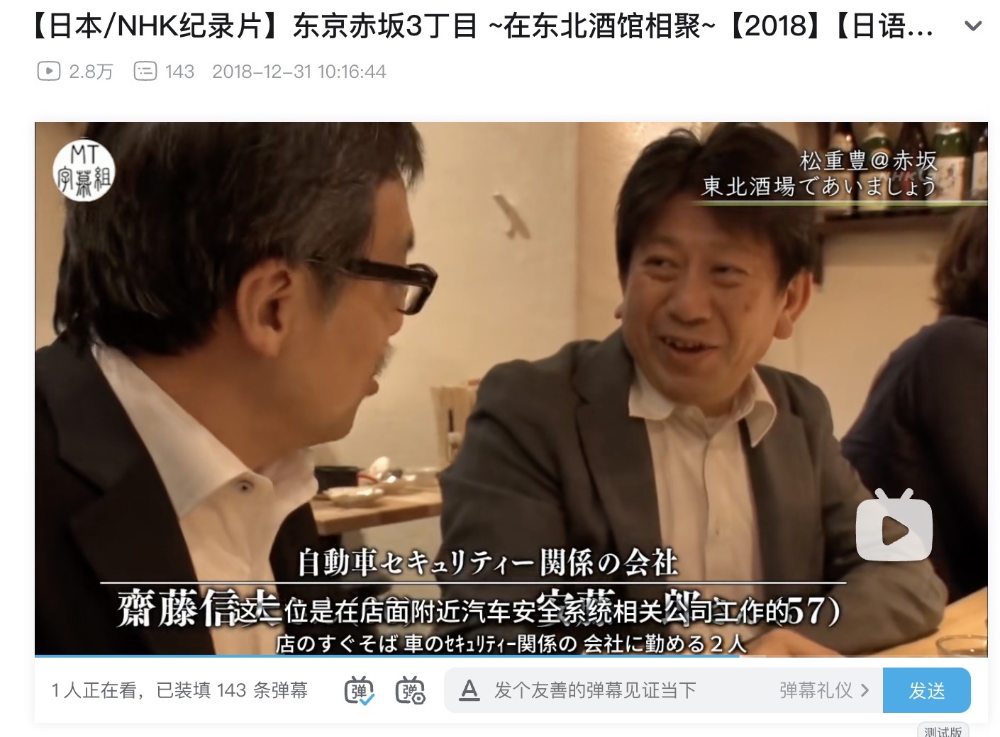 【日本/NHK纪录片】东京赤坂3丁目 ~在东北酒馆相聚~【2018】【日语...
2.8万 143 2018-12-31 10:16:44
MT
字幕組
松重豊@赤坂
東北酒場であいましょう
自動車セキュリティー関係の会社
齋藤信
57)
这二位是在店面附近汽车安全系统相关公司工作的
店のすぐそば 車のセキュリティー関係の 会社に勤める2人
1人正在看，已装填 143 条弹幕
弹
弹
A 发个友善的弹幕见证当下
弹幕礼仪 >
发送
测试版